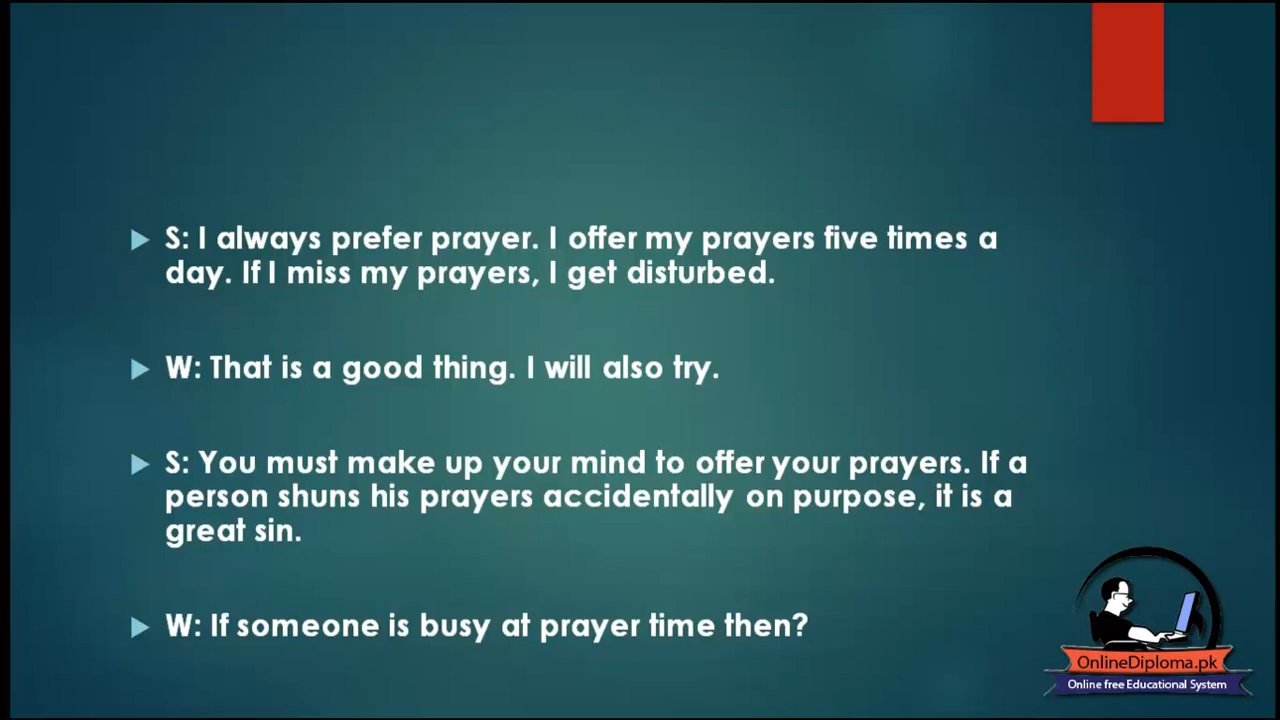 S: I always prefer prayer. I offer my prayers five times a
day. If I miss my prayers, I get disturbed.
W: That is a good thing. I will also try.
S: You must make up your mind to offer your prayers. If a
person shuns his prayers accidentally on purpose, it is a
great sin.
W: If someone is busy at prayer time then?
OnlineDiploma.pk
Online free Educational System